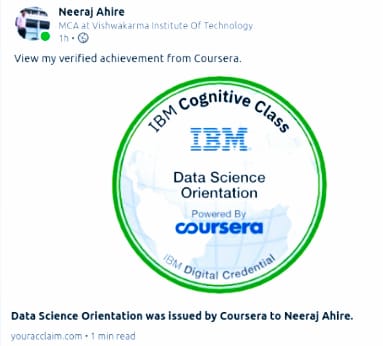 Neeraj Ahire
MCA at Vishwakarma Institute Of Technology
1h •
View my verified achievement from Coursera.
IBM Cognitive Class
IBM
Data Science
Orientation
Powered By
coursera
IBM Digital Credential
Data Science Orientation was issued by Coursera to Neeraj Ahire.
youracclaim.com • 1 min read